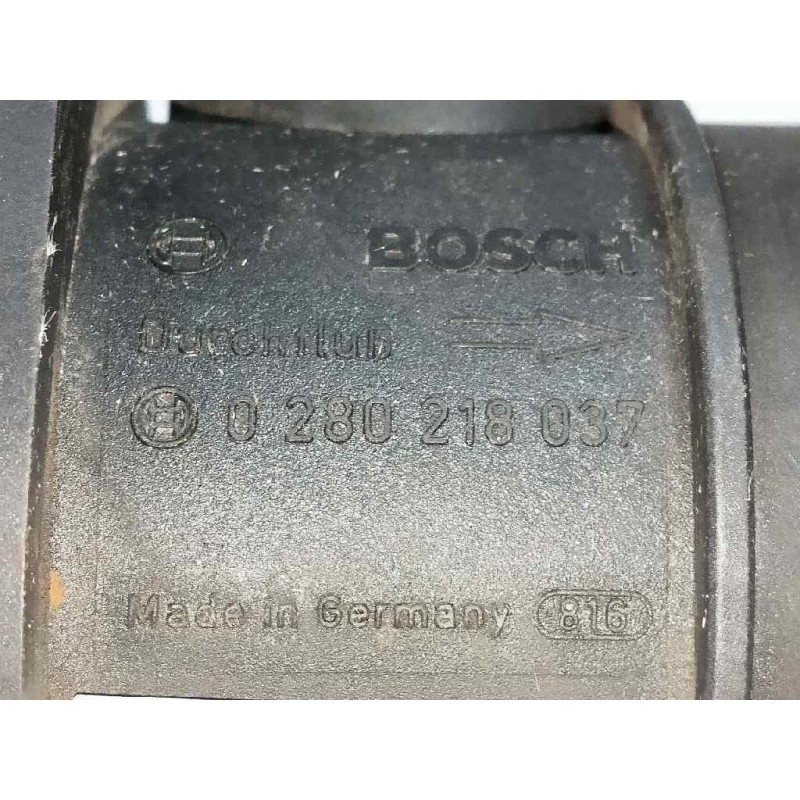 BOSCH
Durchfluß
0 280 218 037
Made in Germany 816